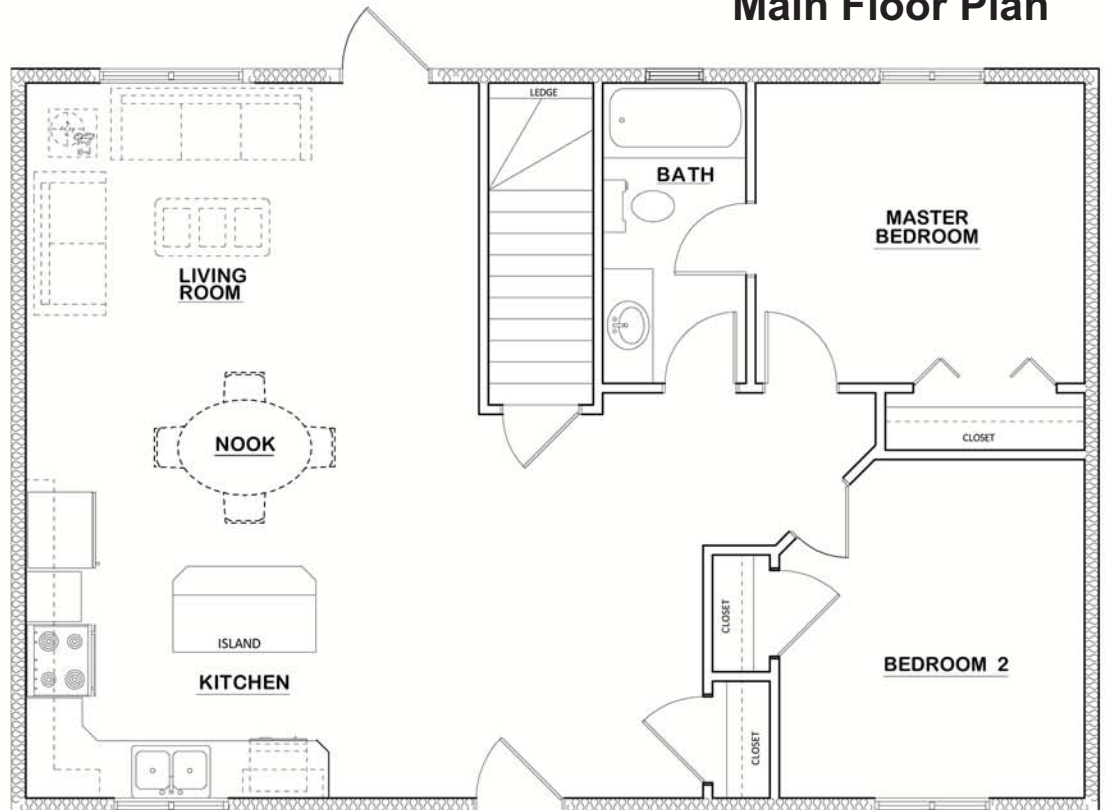 Main Floor Plan
LEDGE
BATH
MASTER
BEDROOM
LIVING
ROOM
NOOK
CLOSET
ISLAND
KITCHEN
CLOSET
BEDROOM 2
CLOSET